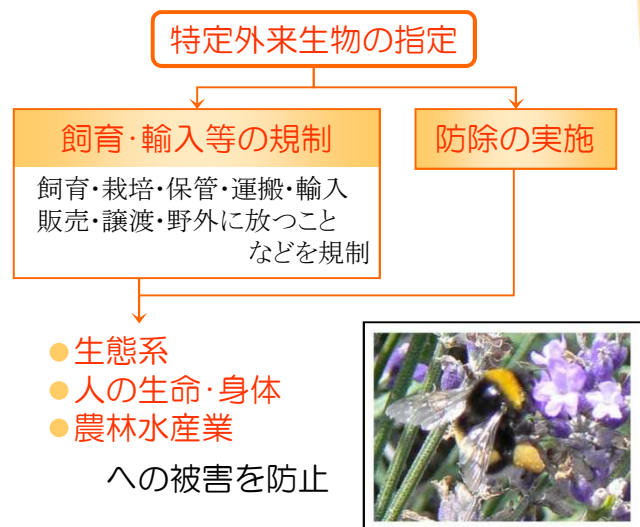 特定外来生物の指定
飼育･輸入等の規制
防除の実施
飼育・栽培・保管・運搬・輸入
販売・譲渡・野外に放つこと
などを規制
●生態系
●人の生命･身体
●農林水産業
への被害を防止